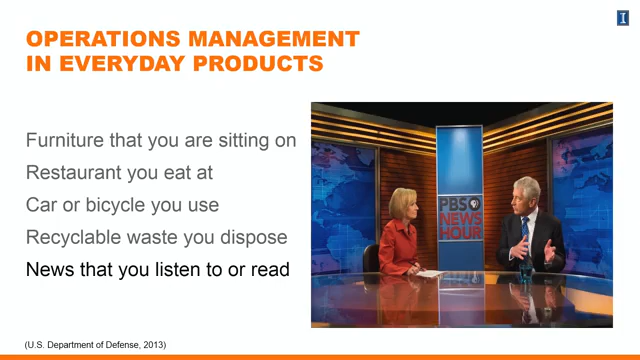 OPERATIONS MANAGEMENT
IN EVERYDAY PRODUCTS
Furniture that you are sitting on
Restaurant you eat at
Car or bicycle you use
Recyclable waste you dispose
News that you listen to or read
PBS
NEWS
HOUR
(U.S. Department of Defense, 2013)
I